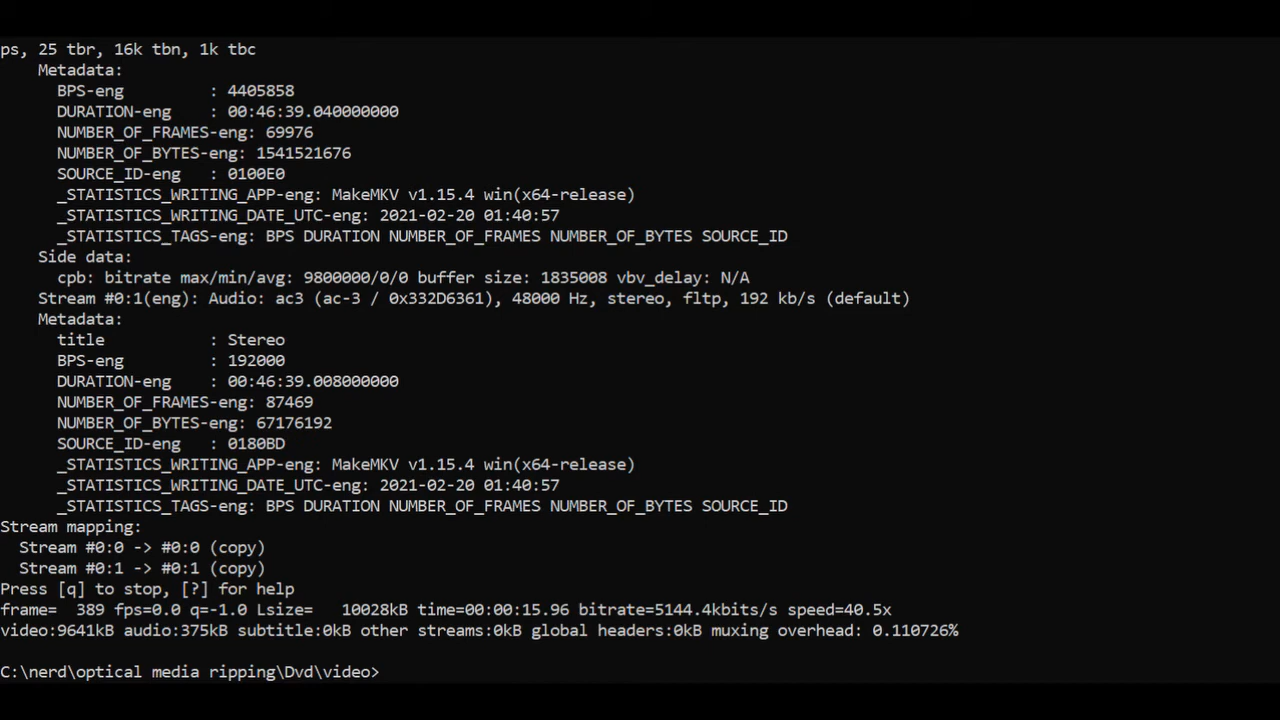 ps, 25 tbr, 16k tbn, 1k tbc
Metadata:
BPS-eng : 4405858
DURATION-eng : 00:46:39.040000000
NUMBER_OF_FRAMES-eng: 69976
NUMBER_OF_BYTES-eng: 1541521676
SOURCE_ID-eng : 0100E0
_STATISTICS_WRITING_APP-eng: MakeMKV v1.15.4 win(x64-release)
_STATISTICS_WRITING_DATE_UTC-eng: 2021-02-20 01:40:57
_STATISTICS_TAGS-eng: BPS DURATION NUMBER_OF_FRAMES NUMBER_OF_BYTES SOURCE_ID
Side data:
cpb: bitrate max/min/avg: 9800000/0/0 buffer size: 1835008 vbv_delay: N/A
Stream #0:1(eng): Audio: ac3 (ac-3 / 0x332D6361), 48000 Hz, stereo, fltp, 192 kb/s (default)
Metadata:
title : Stereo
BPS-eng : 192000
DURATION-eng : 00:46:39.008000000
NUMBER_OF_FRAMES-eng: 87469
NUMBER_OF_BYTES-eng: 67176192
SOURCE_ID-eng : 0180BD
_STATISTICS_WRITING_APP-eng: MakeMKV v1.15.4 win(x64-release)
_STATISTICS_WRITING_DATE_UTC-eng: 2021-02-20 01:40:57
_STATISTICS_TAGS-eng: BPS DURATION NUMBER_OF_FRAMES NUMBER_OF_BYTES SOURCE_ID
Stream mapping:
Stream #0:0 -> #0:0 (copy)
Stream #0:1 -> #0:1 (copy)
Press [q] to stop, [?] for help
frame= 389 fps=0.0 q=-1.0 Lsize= 10028kB time=00:00:15.96 bitrate=5144.4kbits/s speed=40.5x
video:9641kB audio:375kB subtitle:0kB other streams:0kB global headers:0kB muxing overhead: 0.110726%
C:\nerd\optical media ripping\Dvd\video>